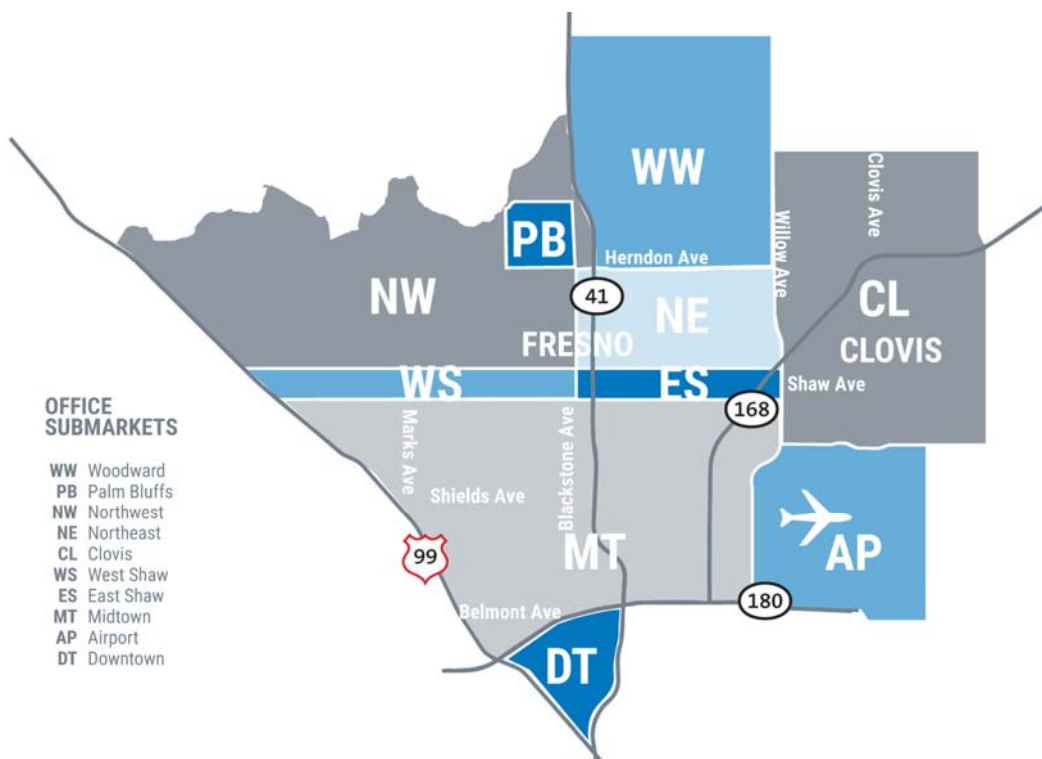 WW
Clovis Ave
Willow Ave
PB
Herndon Ave
NW
41
NE
CL
FRESNO
CLOVIS
WS
ES
Shaw Ave
168
OFFICE
SUBMARKETS
WW Woodward
PB Palm Bluffs
NW Northwest
NE Northeast
CL Clovis
WS West Shaw
ES East Shaw
MT Midtown
AP Airport
DT Downtown
Marks Ave
Blackstone Ave
Shields Ave
99
MT
AP
180
Belmont Ave
DT